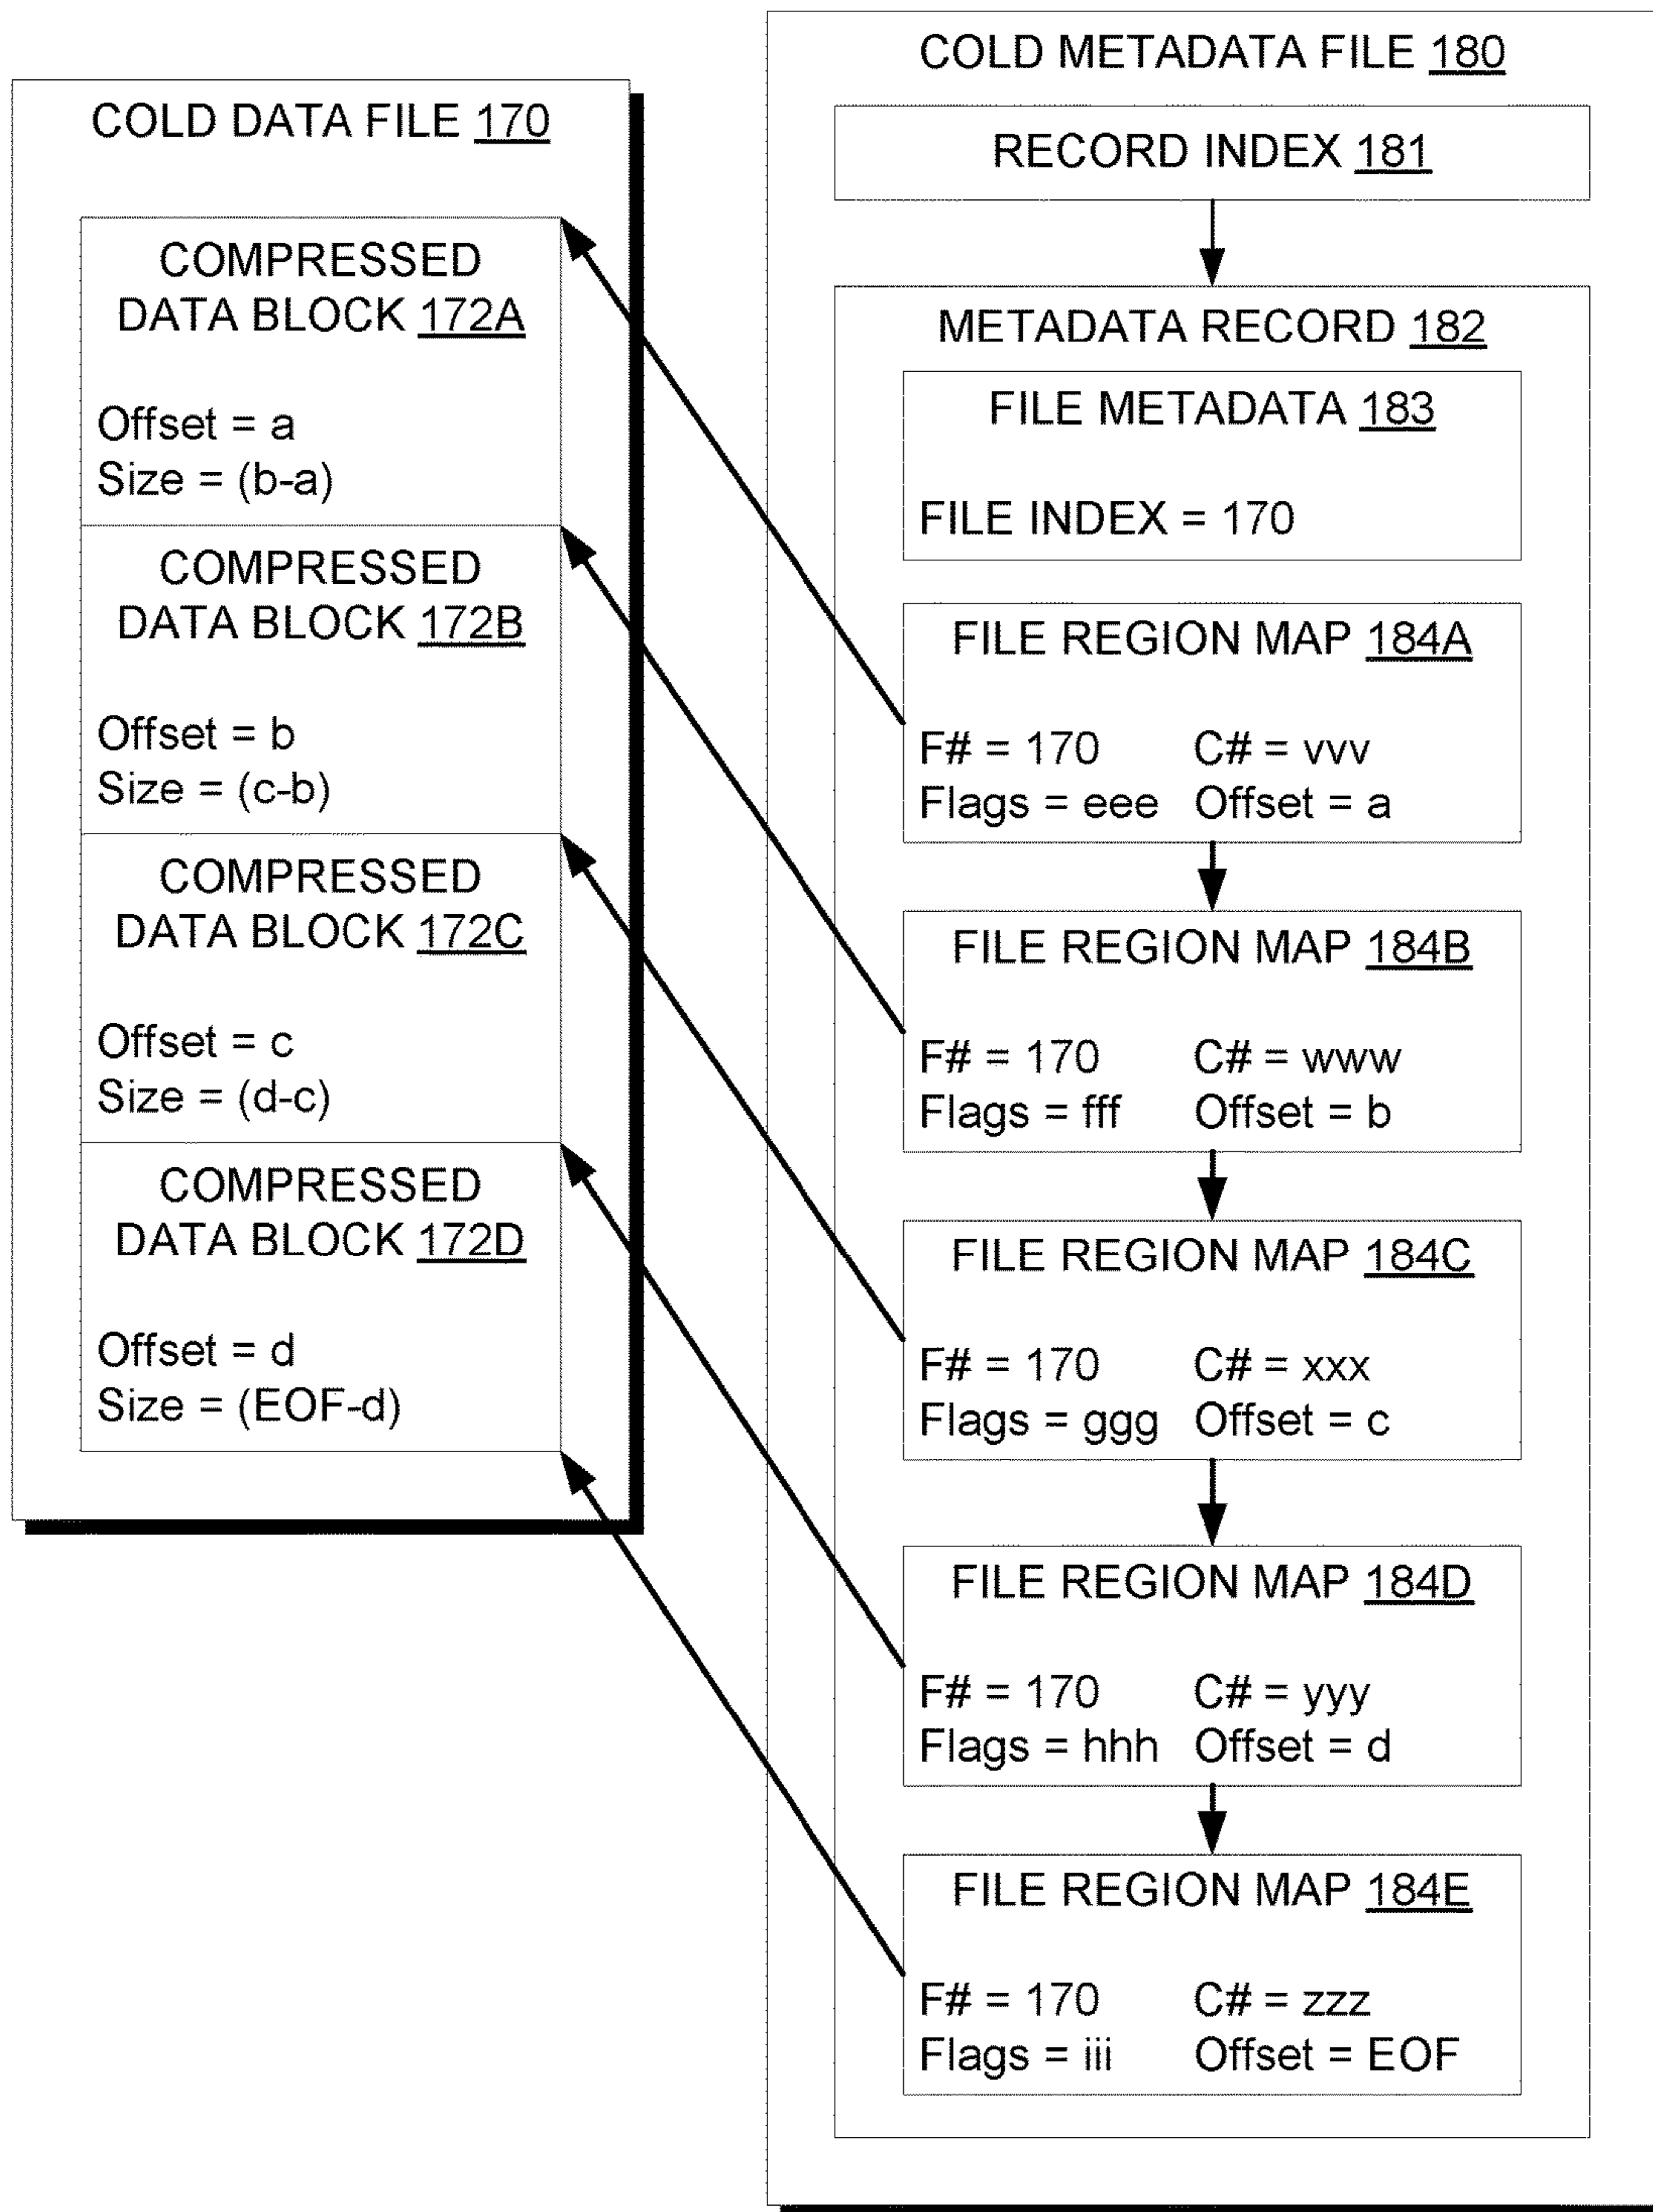 COLD DATA FILE 170
COMPRESSED
DATA BLOCK 172A
Offset = a
Size = (b-a)
COMPRESSED
DATA BLOCK 172B
Offset = b
Size = (c-b)
COMPRESSED
DATA BLOCK 172C
Offset = c
Size = (d-c)
COMPRESSED
DATA BLOCK 172D
Offset = d
Size = (EOF-d)
COLD METADATA FILE 180
RECORD INDEX 181
METADATA RECORD 182
FILE METADATA 183
FILE INDEX = 170
FILE REGION MAP 184A
F# = 170 C# = vvv
Flags = eee Offset = a
FILE REGION MAP 184B
F# = 170 C# = www
Flags = fff Offset = b
FILE REGION MAP 184C
F# = 170 C# = xxx
Flags = ggg Offset = c
FILE REGION MAP 184D
F# = 170 C# = yyy
Flags = hhh Offset = d
FILE REGION MAP 184E
F# = 170 C# = zzz
Flags = iii Offset = EOF